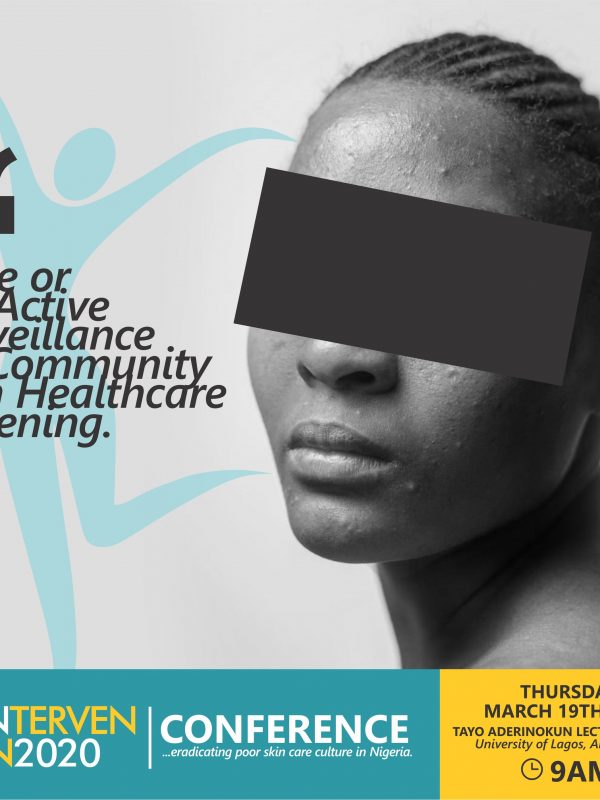 e or
Active
veillance
Community
Healthcare
ening.
NTERVEN
N2020
CONFERENCE
...eradicating poor skin care culture in Nigeria.
THURSDA
MARCH 19TH
TAYO ADERINOKUN LECT
University of Lagos, A
9AM